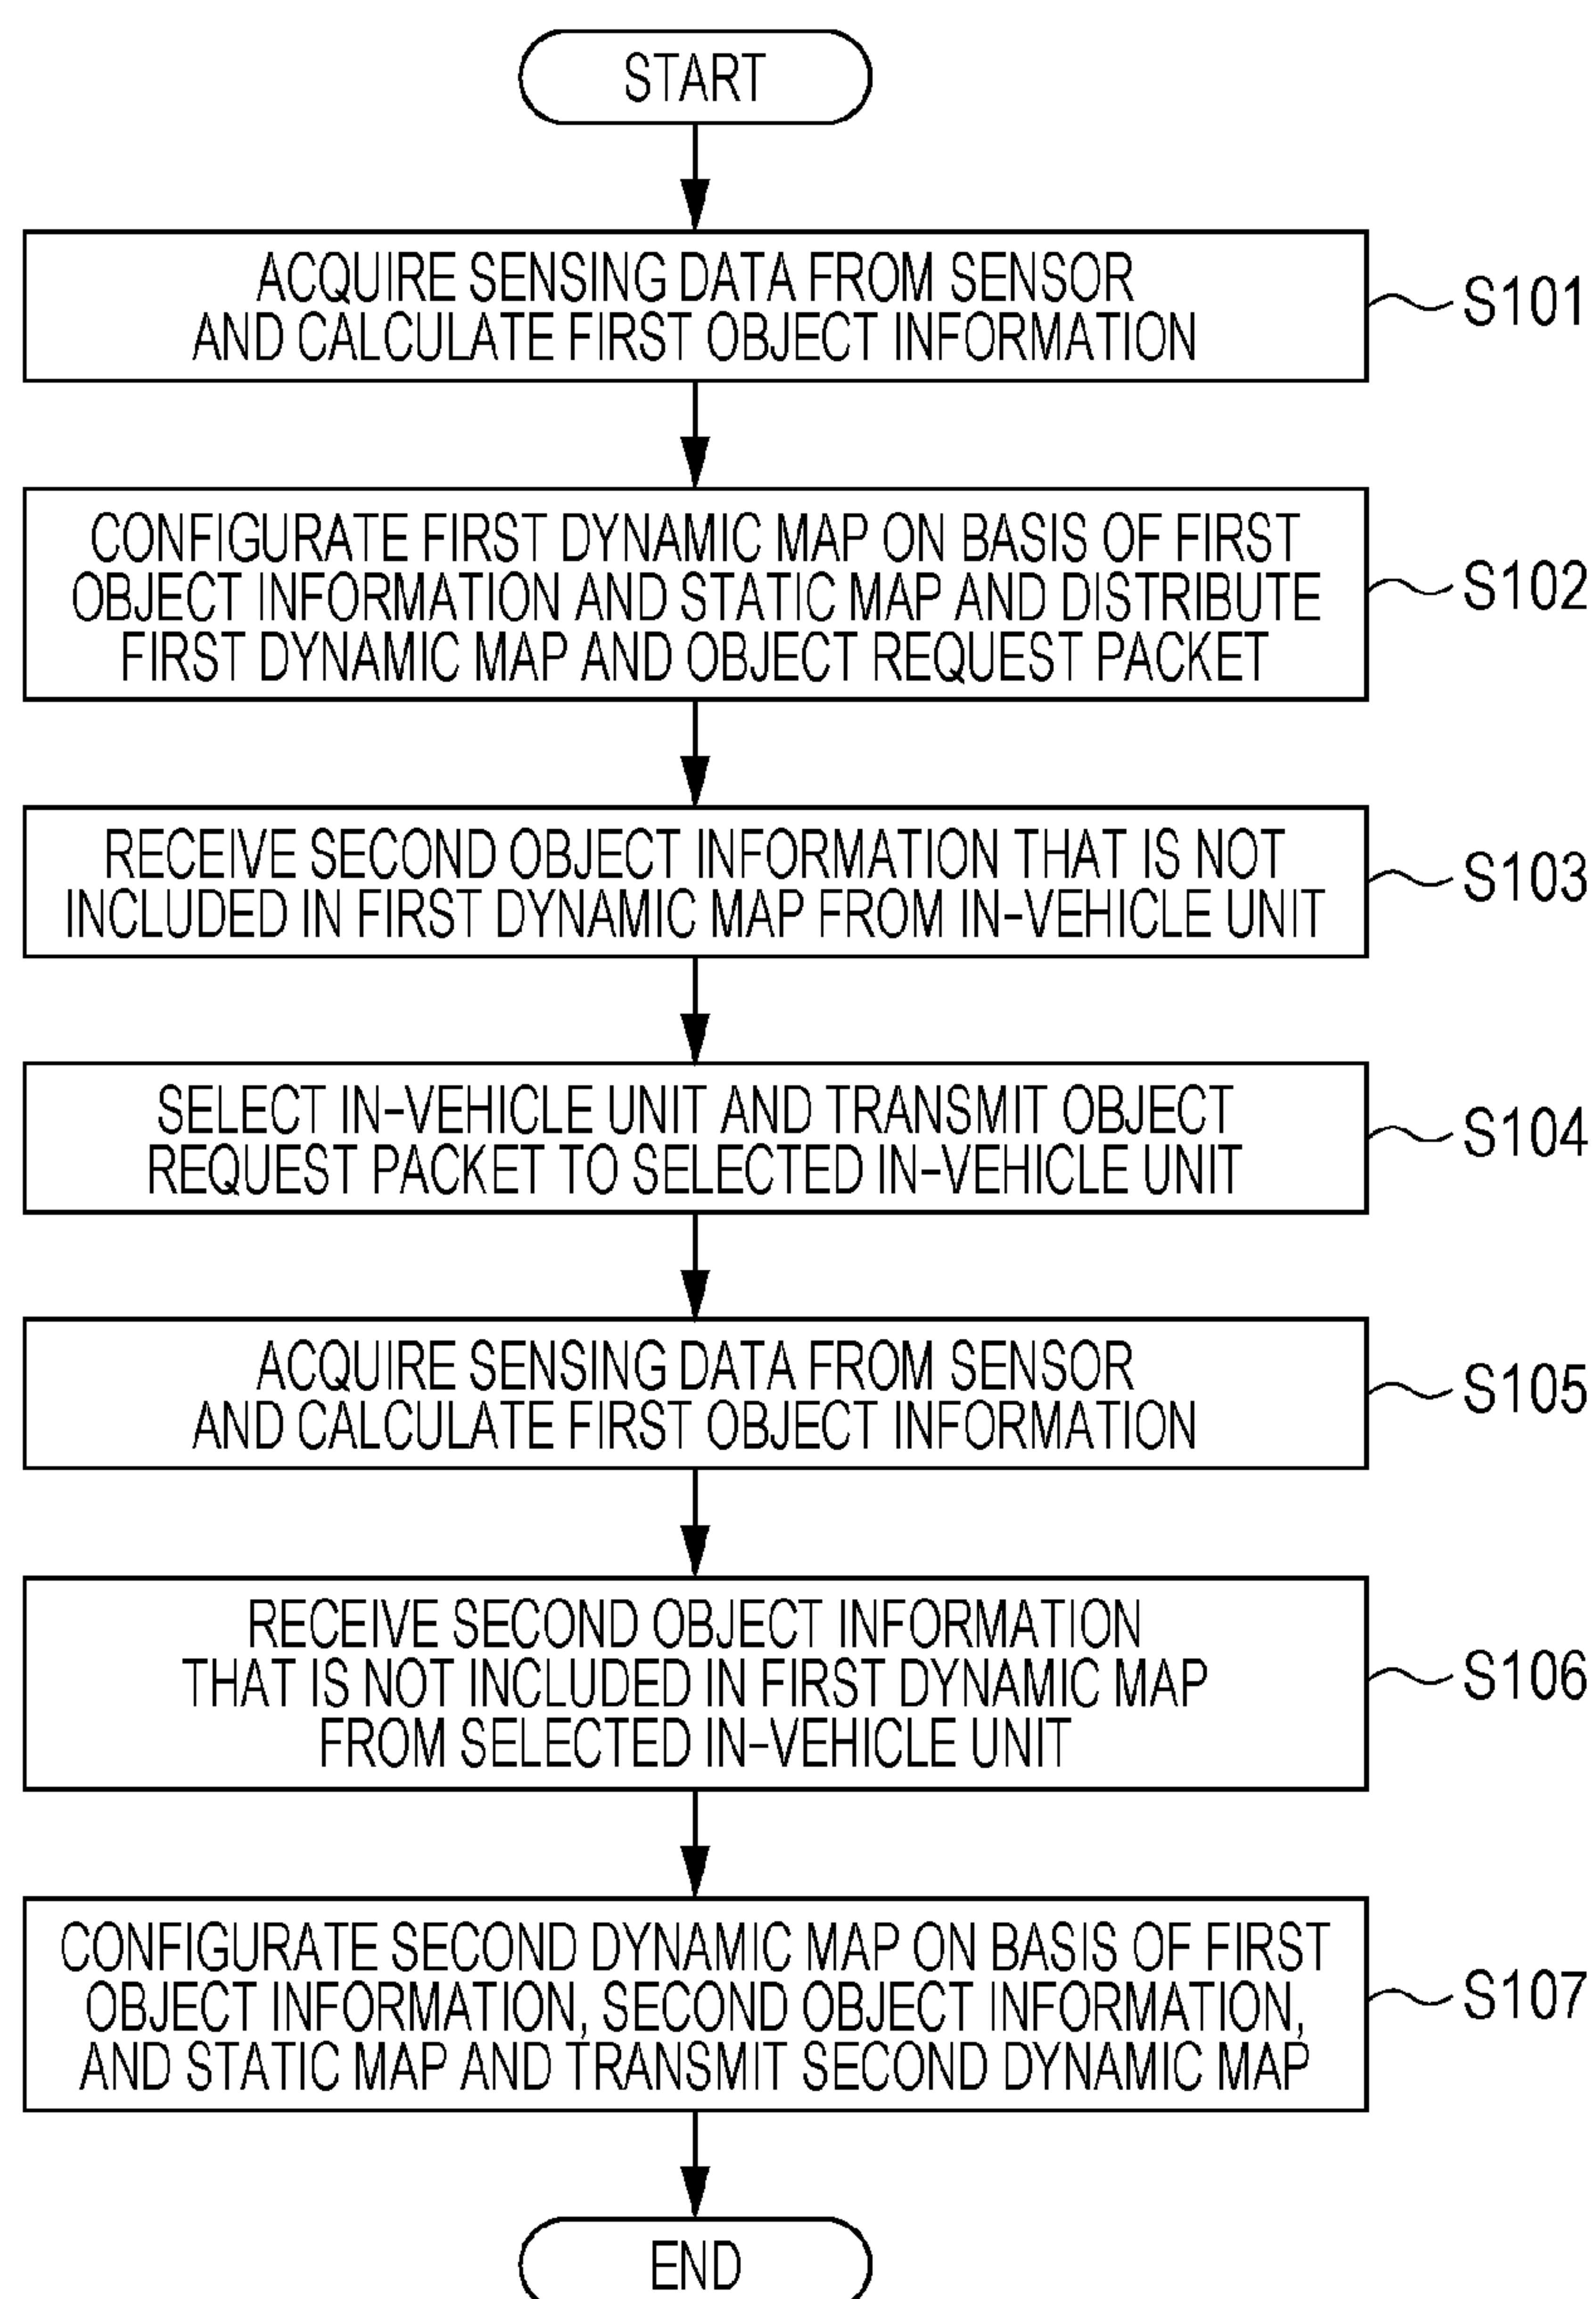 START
ACQUIRE SENSING DATA FROM SENSOR
AND CALCULATE FIRST OBJECT INFORMATION
S101
CONFIGURATE FIRST DYNAMIC MAP ON BASIS OF FIRST
OBJECT INFORMATION AND STATIC MAP AND DISTRIBUTE
FIRST DYNAMIC MAP AND OBJECT REQUEST PACKET
S102
RECEIVE SECOND OBJECT INFORMATION THAT IS NOT
INCLUDED IN FIRST DYNAMIC MAP FROM IN-VEHICLE UNIT
S103
SELECT IN-VEHICLE UNIT AND TRANSMIT OBJECT
REQUEST PACKET TO SELECTED IN-VEHICLE UNIT
S104
ACQUIRE SENSING DATA FROM SENSOR
AND CALCULATE FIRST OBJECT INFORMATION
S105
RECEIVE SECOND OBJECT INFORMATION
THAT IS NOT INCLUDED IN FIRST DYNAMIC MAP
FROM SELECTED IN-VEHICLE UNIT
S106
CONFIGURATE SECOND DYNAMIC MAP ON BASIS OF FIRST
OBJECT INFORMATION, SECOND OBJECT INFORMATION,
AND STATIC MAP AND TRANSMIT SECOND DYNAMIC MAP
S107
END